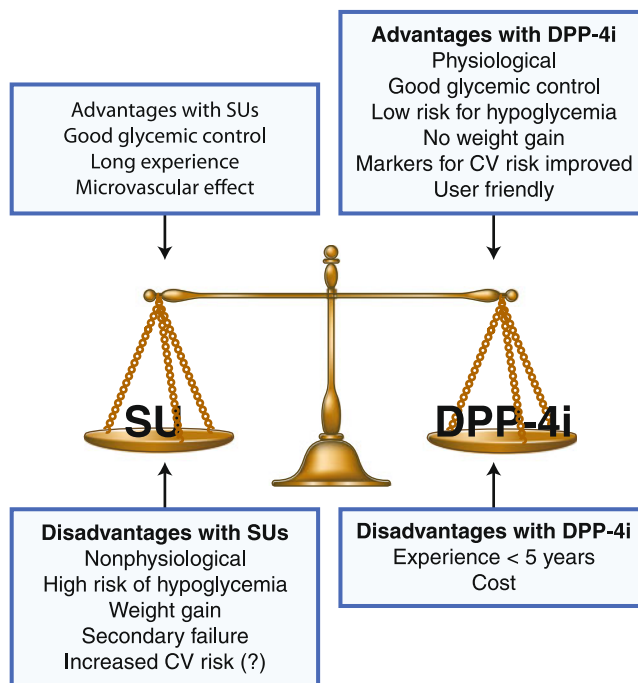 Advantages with SUs
Good glycemic control
Long experience
Microvascular effect
Advantages with DPP-4i
Physiological
Good glycemic control
Low risk for hypoglycemia
No weight gain
Markers for CV risk improved
User friendly
SU
DPP-4i
Disadvantages with SUs
Nonphysiological
High risk of hypoglycemia
Weight gain
Secondary failure
Increased CV risk (?)
Disadvantages with DPP-4i
Experience < 5 years
Cost